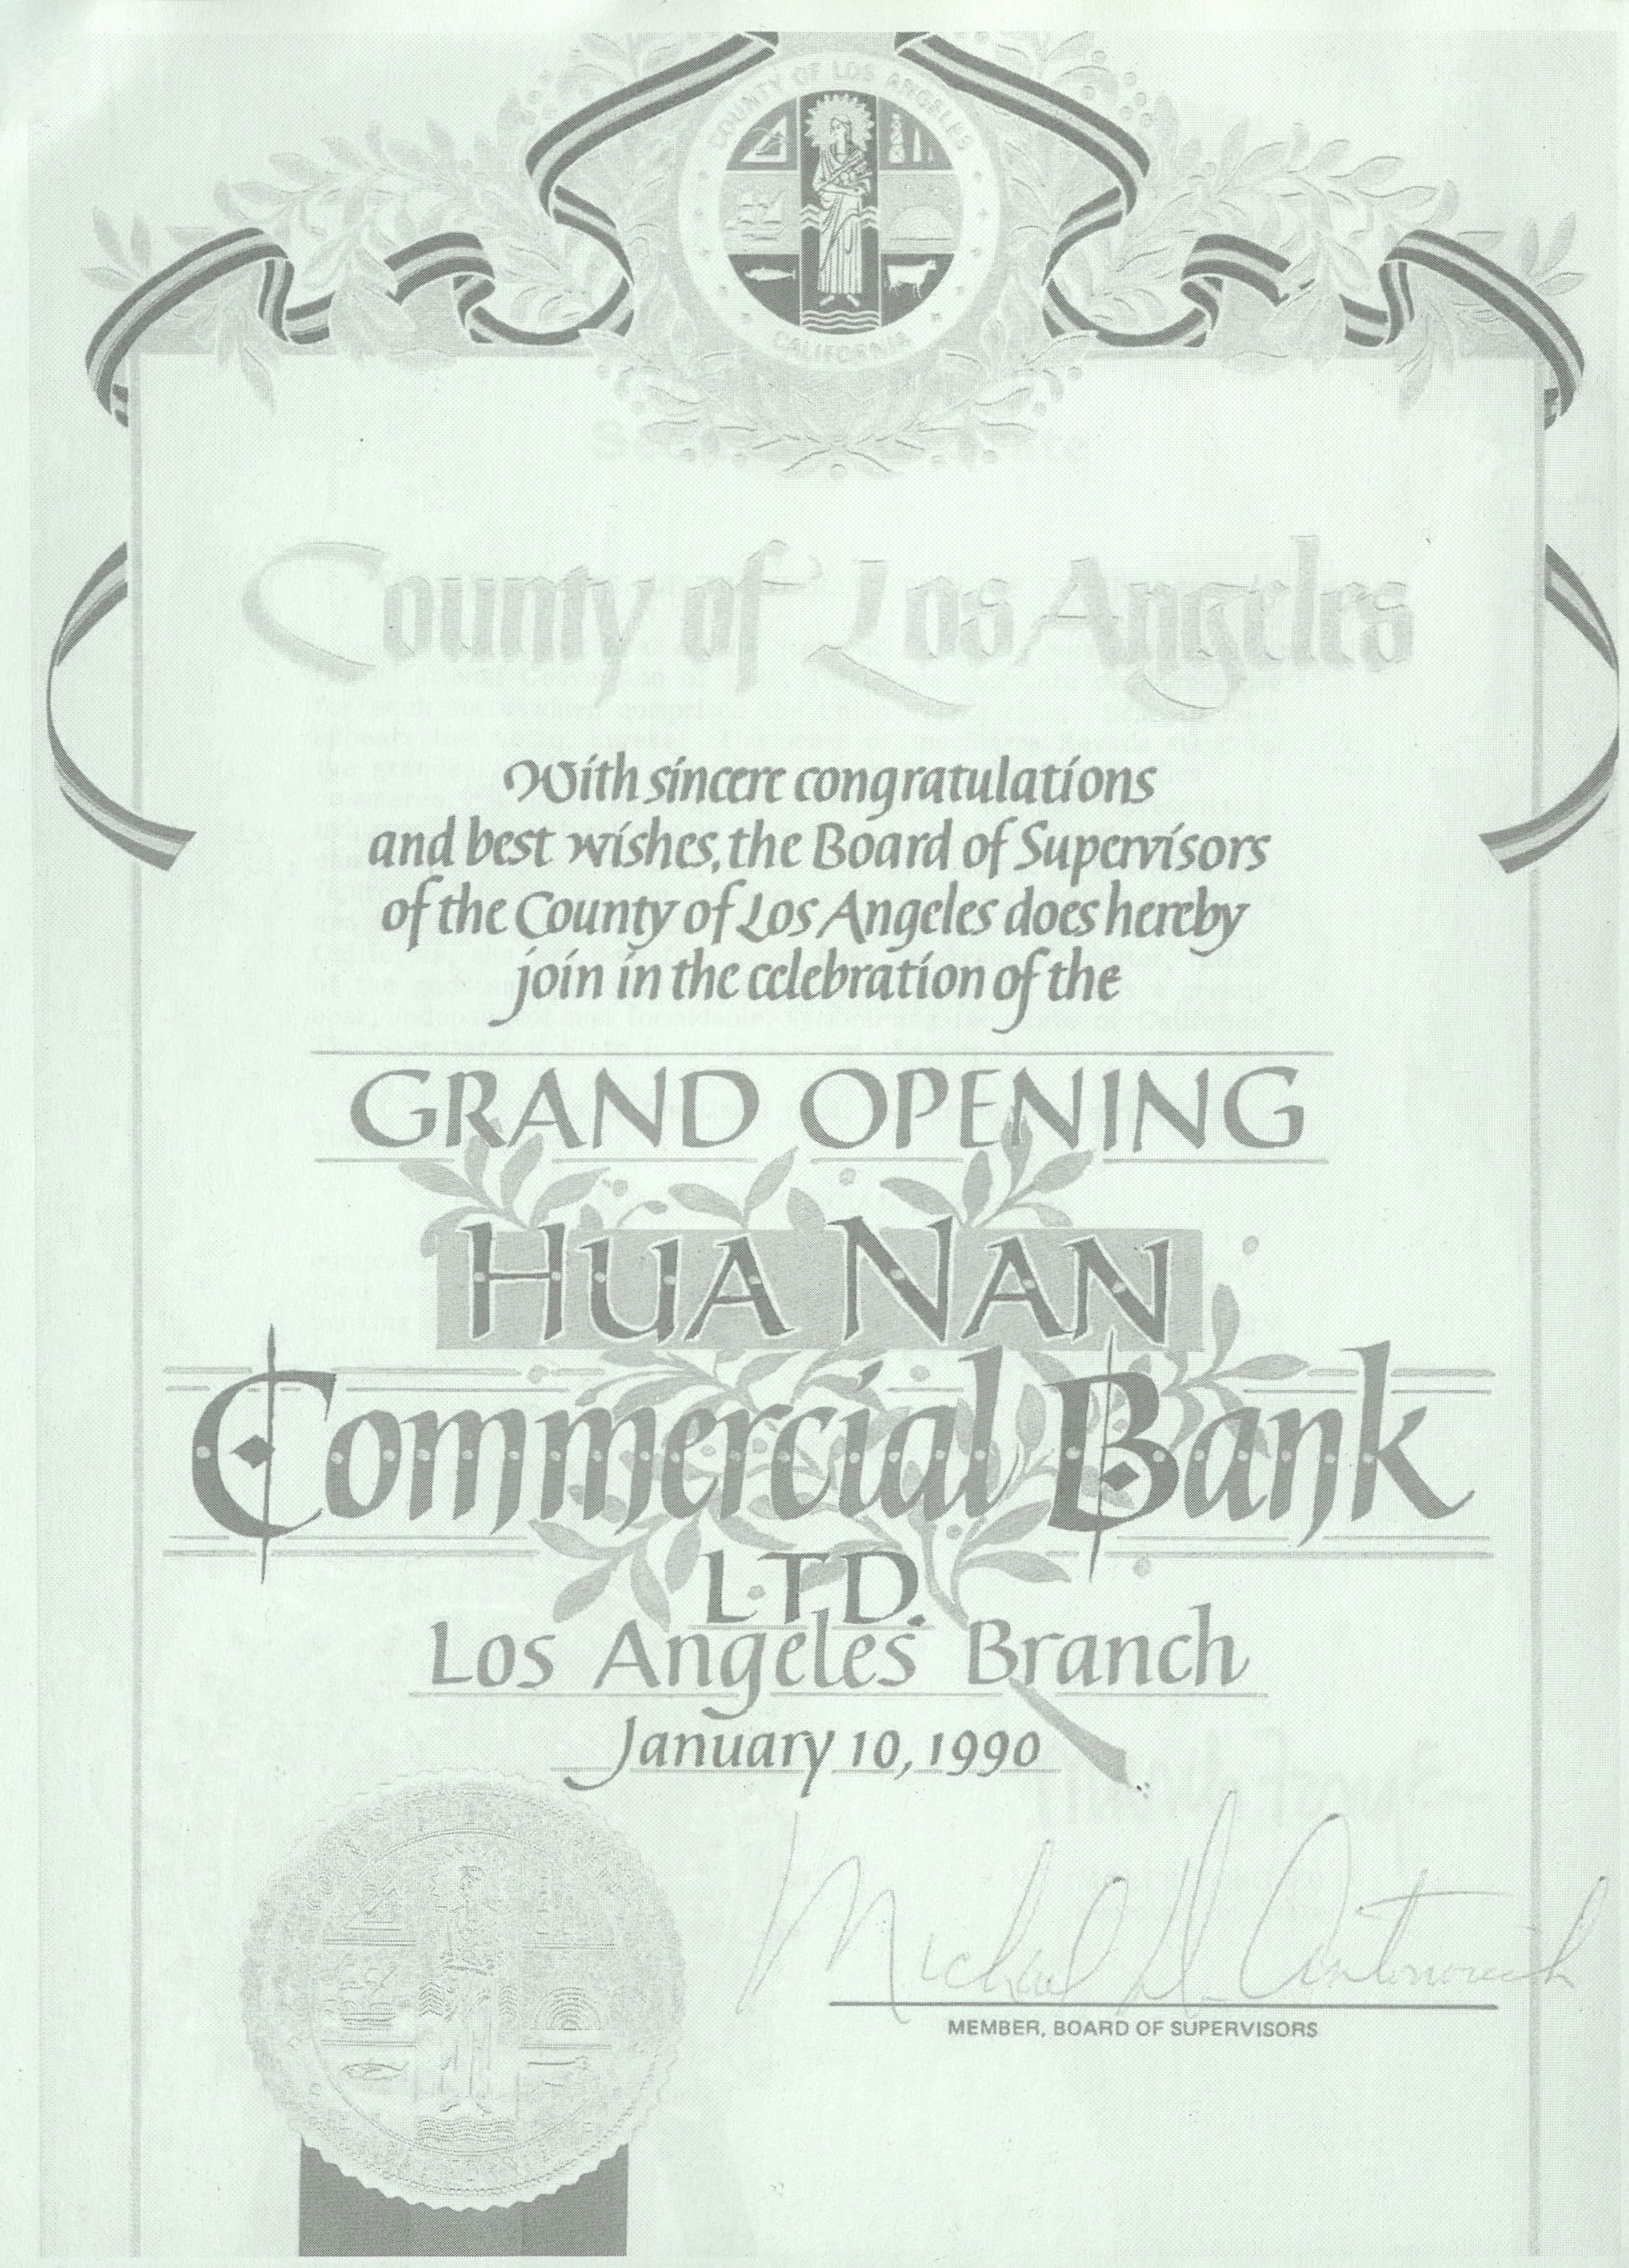 COUNTY OF LOS ANGELES
CALIFORNIA
County of Los Angeles
With sincere congratulations
and best wishes, the Board of Supervisors
of the County of Los Angeles does hereby
join in the celebration of the
GRAND OPENING
HUA NAN
Commercial Bank
LTD.
Los Angeles Branch
January 10, 1990
Michael D. Antonovich
MEMBER, BOARD OF SUPERVISORS